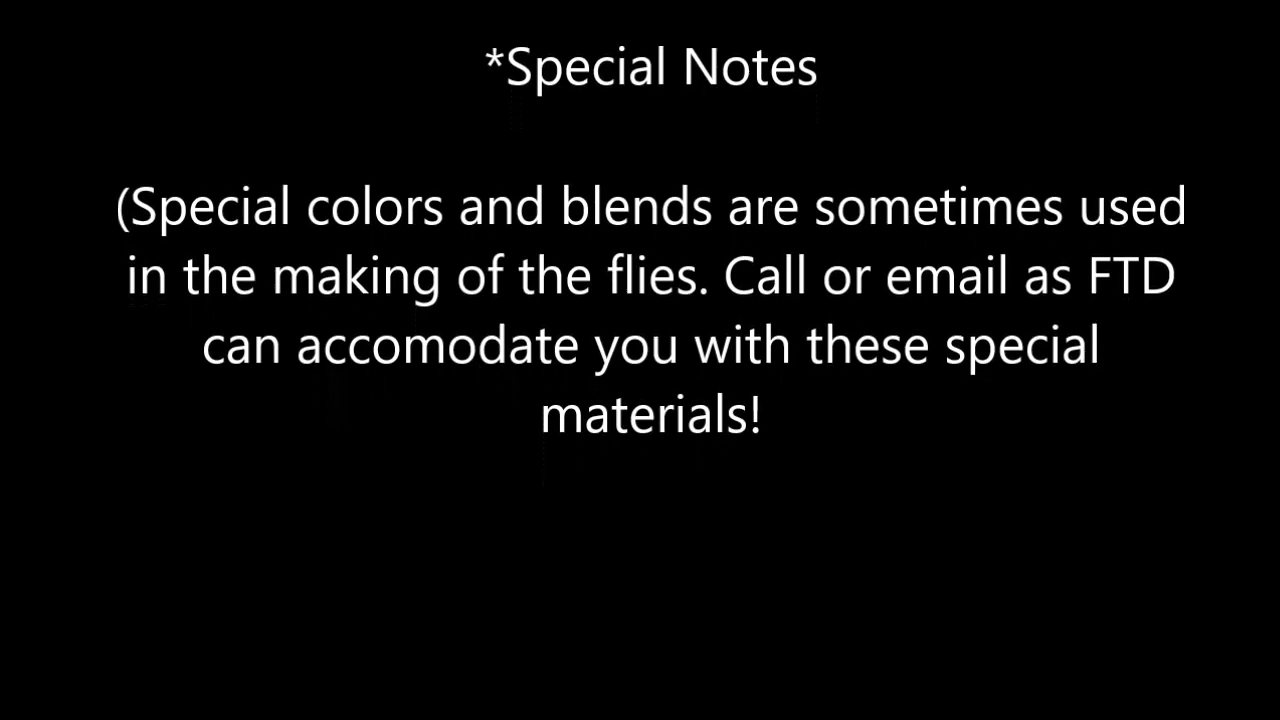 *Special Notes
(Special colors and blends are sometimes used
in the making of the flies. Call or email as FTD
can accomodate you with these special
materials!